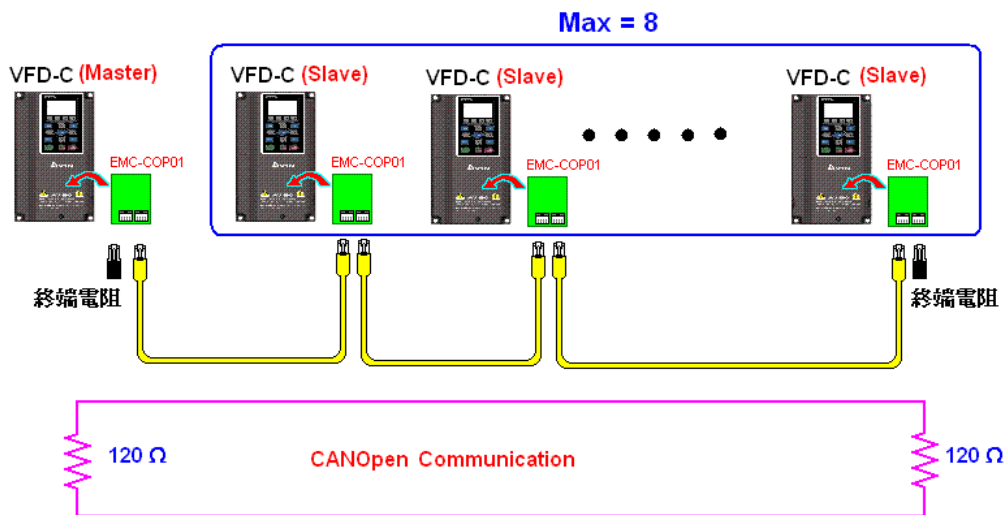 Max = 8
VFD-C (Master)
VFD-C (Slave)
VFD-C (Slave)
VFD-C (Slave)
EMC-COP01
EMC-COP01
EMC-COP01
EMC-COP01
終端電阻
終端電阻
120 Ω
CANOpen Communication
120 Ω